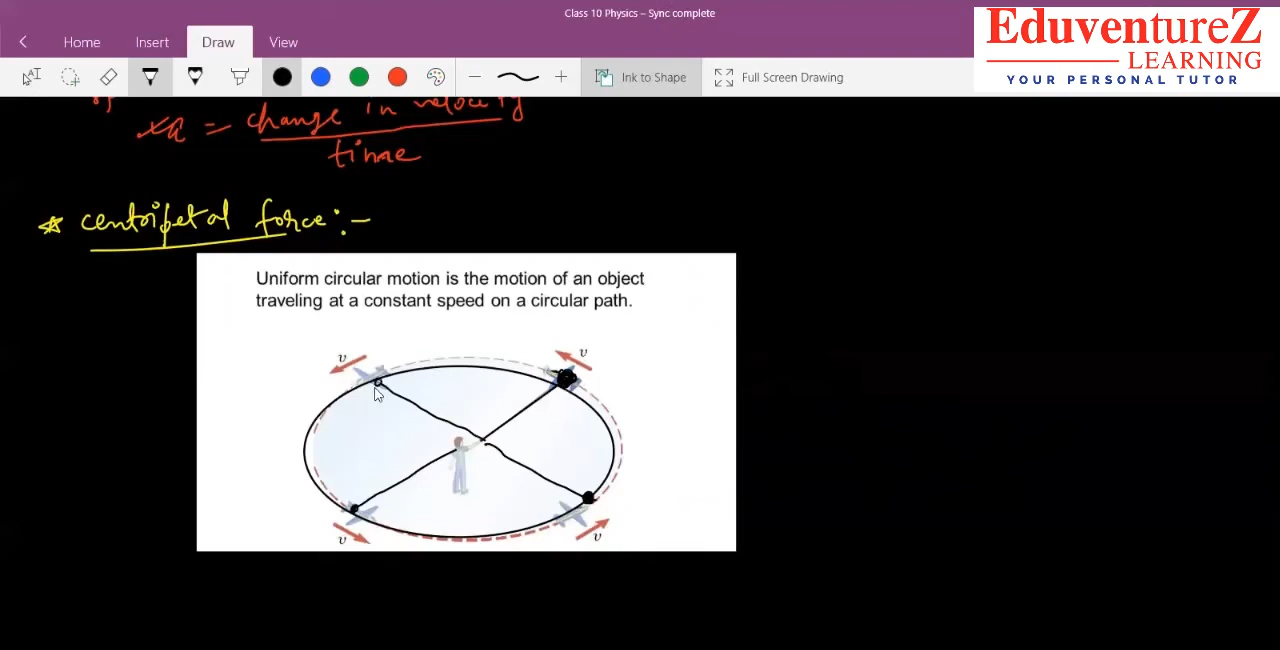 Class 10 Physics – Sync complete
EduventureZ
LEARNING
YOUR PERSONAL TUTOR
Home Insert Draw View
Ink to Shape Full Screen Drawing
= change in velocity
time
* centripetal force :-
Uniform circular motion is the motion of an object
traveling at a constant speed on a circular path.
v v
v v